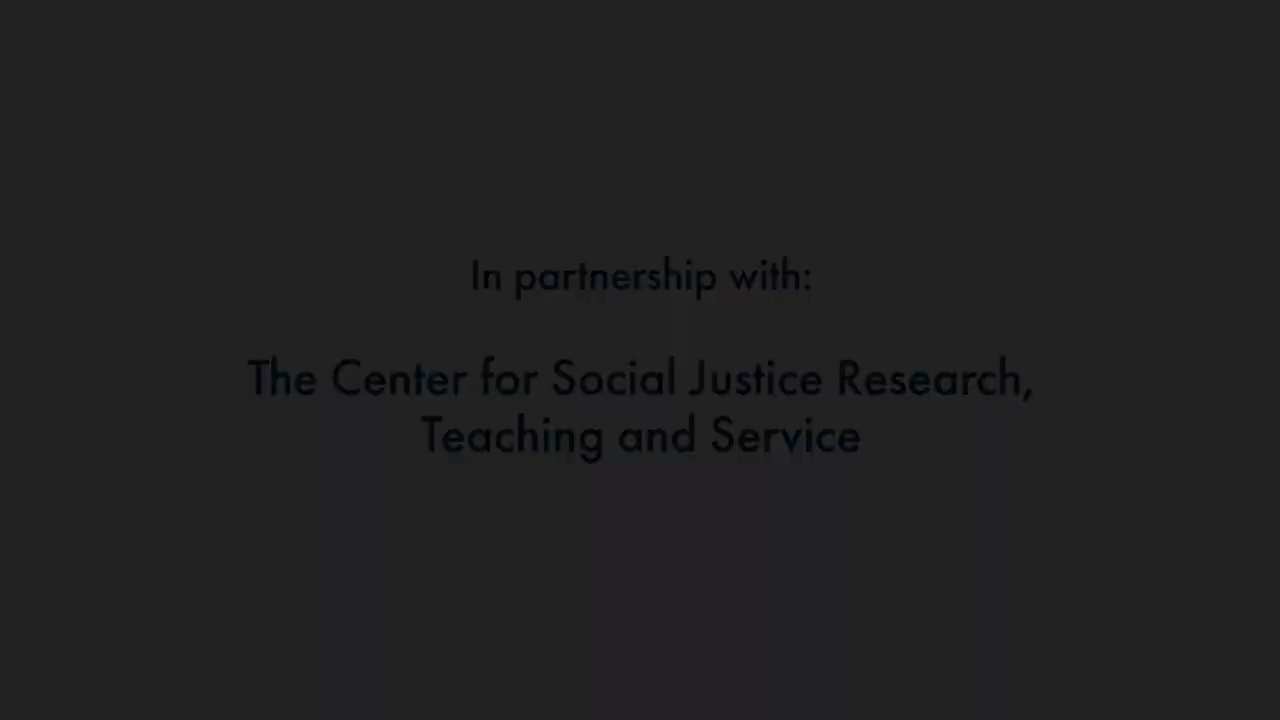 In partnership with:
The Center for Social Justice Research,
Teaching and Service